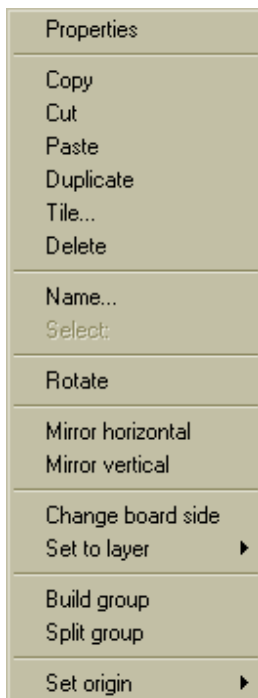 Properties
Copy
Cut
Paste
Duplicate
Tile...
Delete
Name...
Select:
Rotate
Mirror horizontal
Mirror vertical
Change board side
Set to layer
Build group
Split group
Set origin